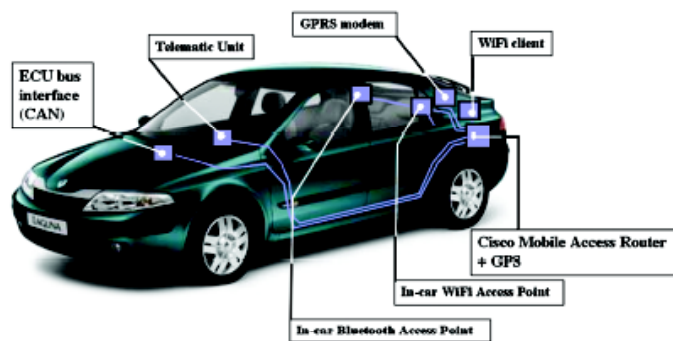 GPRS modem
WiFi client
Telematic Unit
ECU bus
interface
(CAN)
LAGUNA
Cisco Mobile Access Router
+ GPS
In-car WiFi Access Point
In-car Bluetooth Access Point